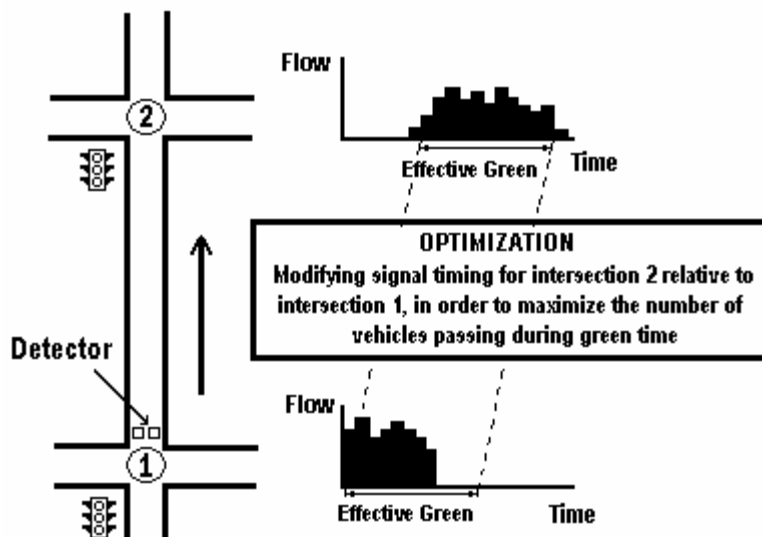 Flow
2
Effective Green
Time
OPTIMIZATION
Modifying signal timing for intersection 2 relative to
intersection 1, in order to maximize the number of
vehicles passing during green time
Detector
Flow
1
Effective Green
Time